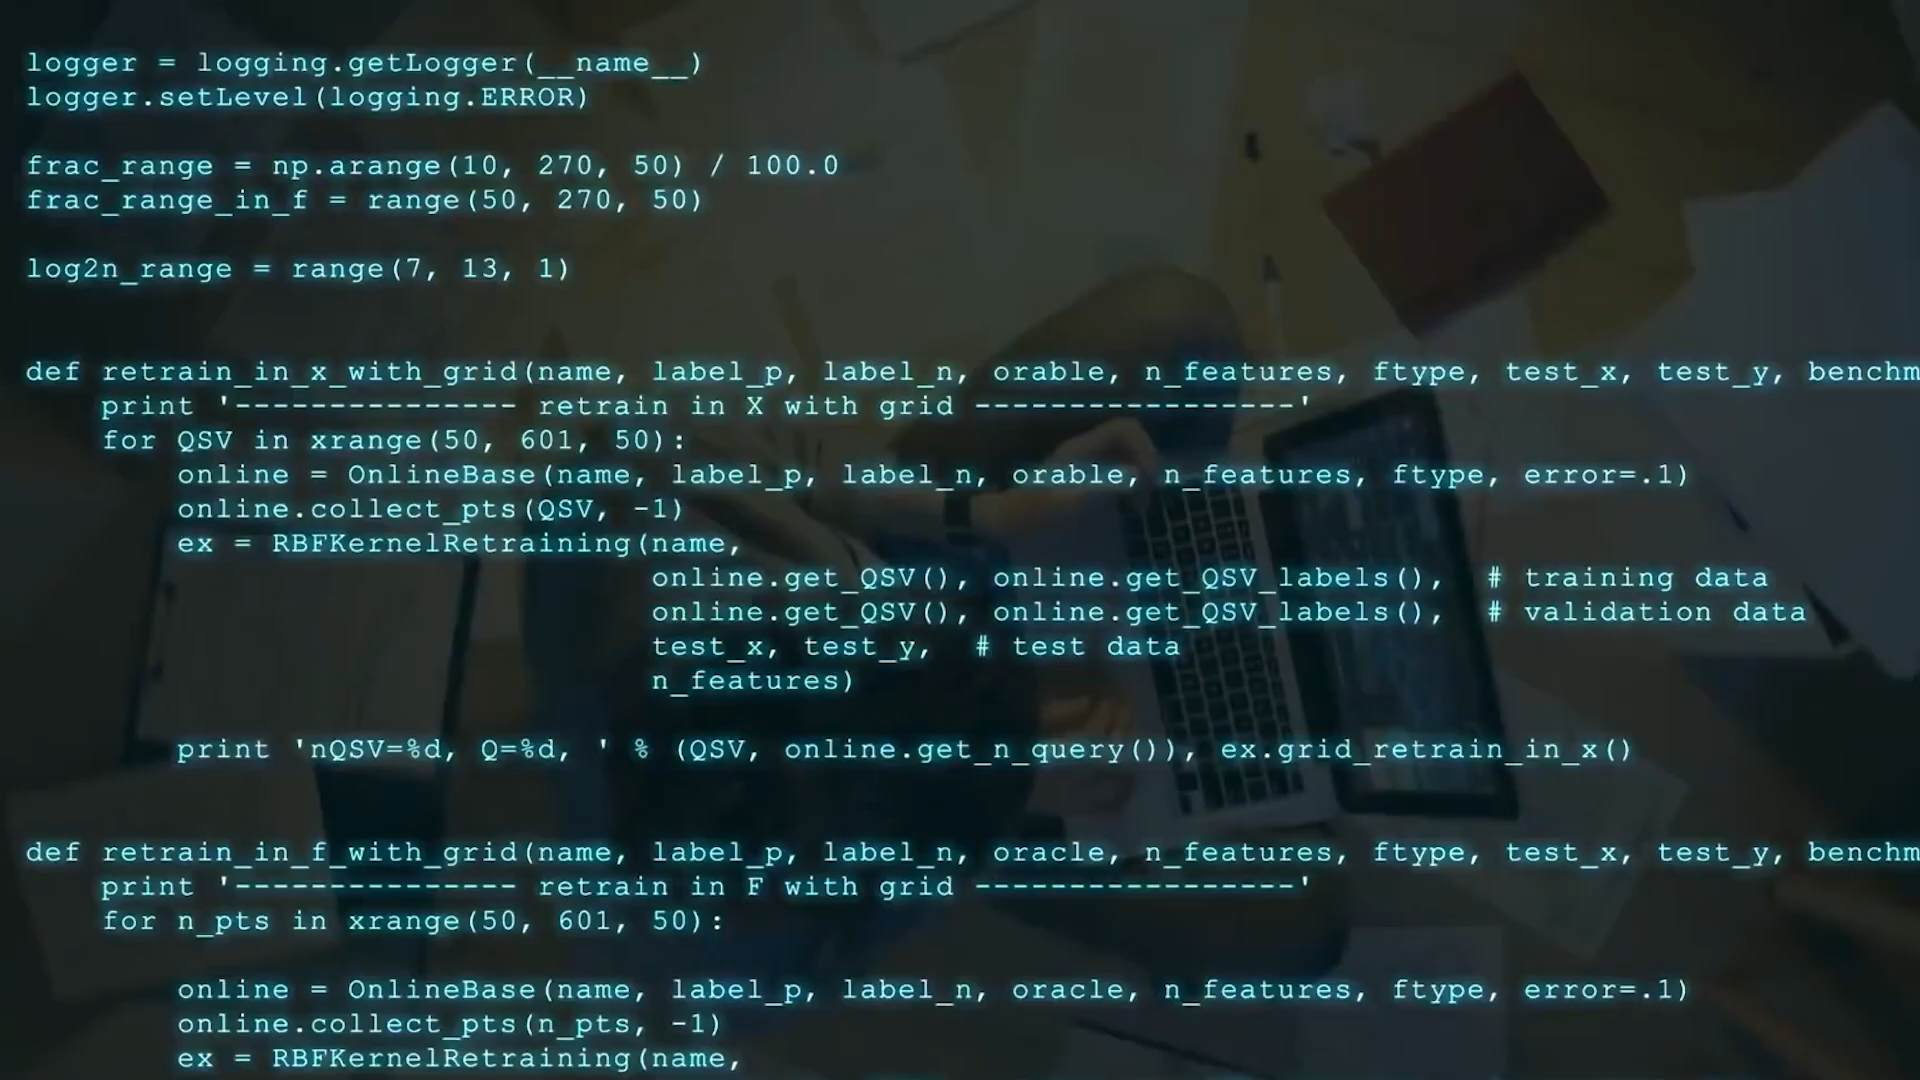 logger = logging.getLogger(__name__)
logger.setLevel(logging.ERROR)
frac_range = np.arange(10, 270, 50) / 100.0
frac_range_in_f = range(50, 270, 50)
log2n_range = range(7, 13, 1)
def retrain_in_x_with_grid(name, label_p, label_n, orable, n_features, ftype, test_x, test_y, benchm
print '--------------- retrain in X with grid -----------------'
for QSV in xrange(50, 601, 50):
online = OnlineBase(name, label_p, label_n, orable, n_features, ftype, error=.1)
online.collect_pts(QSV, -1)
ex = RBFKernelRetraining(name,
online.get_QSV(), online.get_QSV_labels(),  # training data
online.get_QSV(), online.get_QSV_labels(),  # validation data
test_x, test_y,  # test data
n_features)
print 'nQSV=%d, Q=%d, ' % (QSV, online.get_n_query()), ex.grid_retrain_in_x()
def retrain_in_f_with_grid(name, label_p, label_n, oracle, n_features, ftype, test_x, test_y, benchm
print '--------------- retrain in F with grid -----------------'
for n_pts in xrange(50, 601, 50):
online = OnlineBase(name, label_p, label_n, oracle, n_features, ftype, error=.1)
online.collect_pts(n_pts, -1)
ex = RBFKernelRetraining(name,